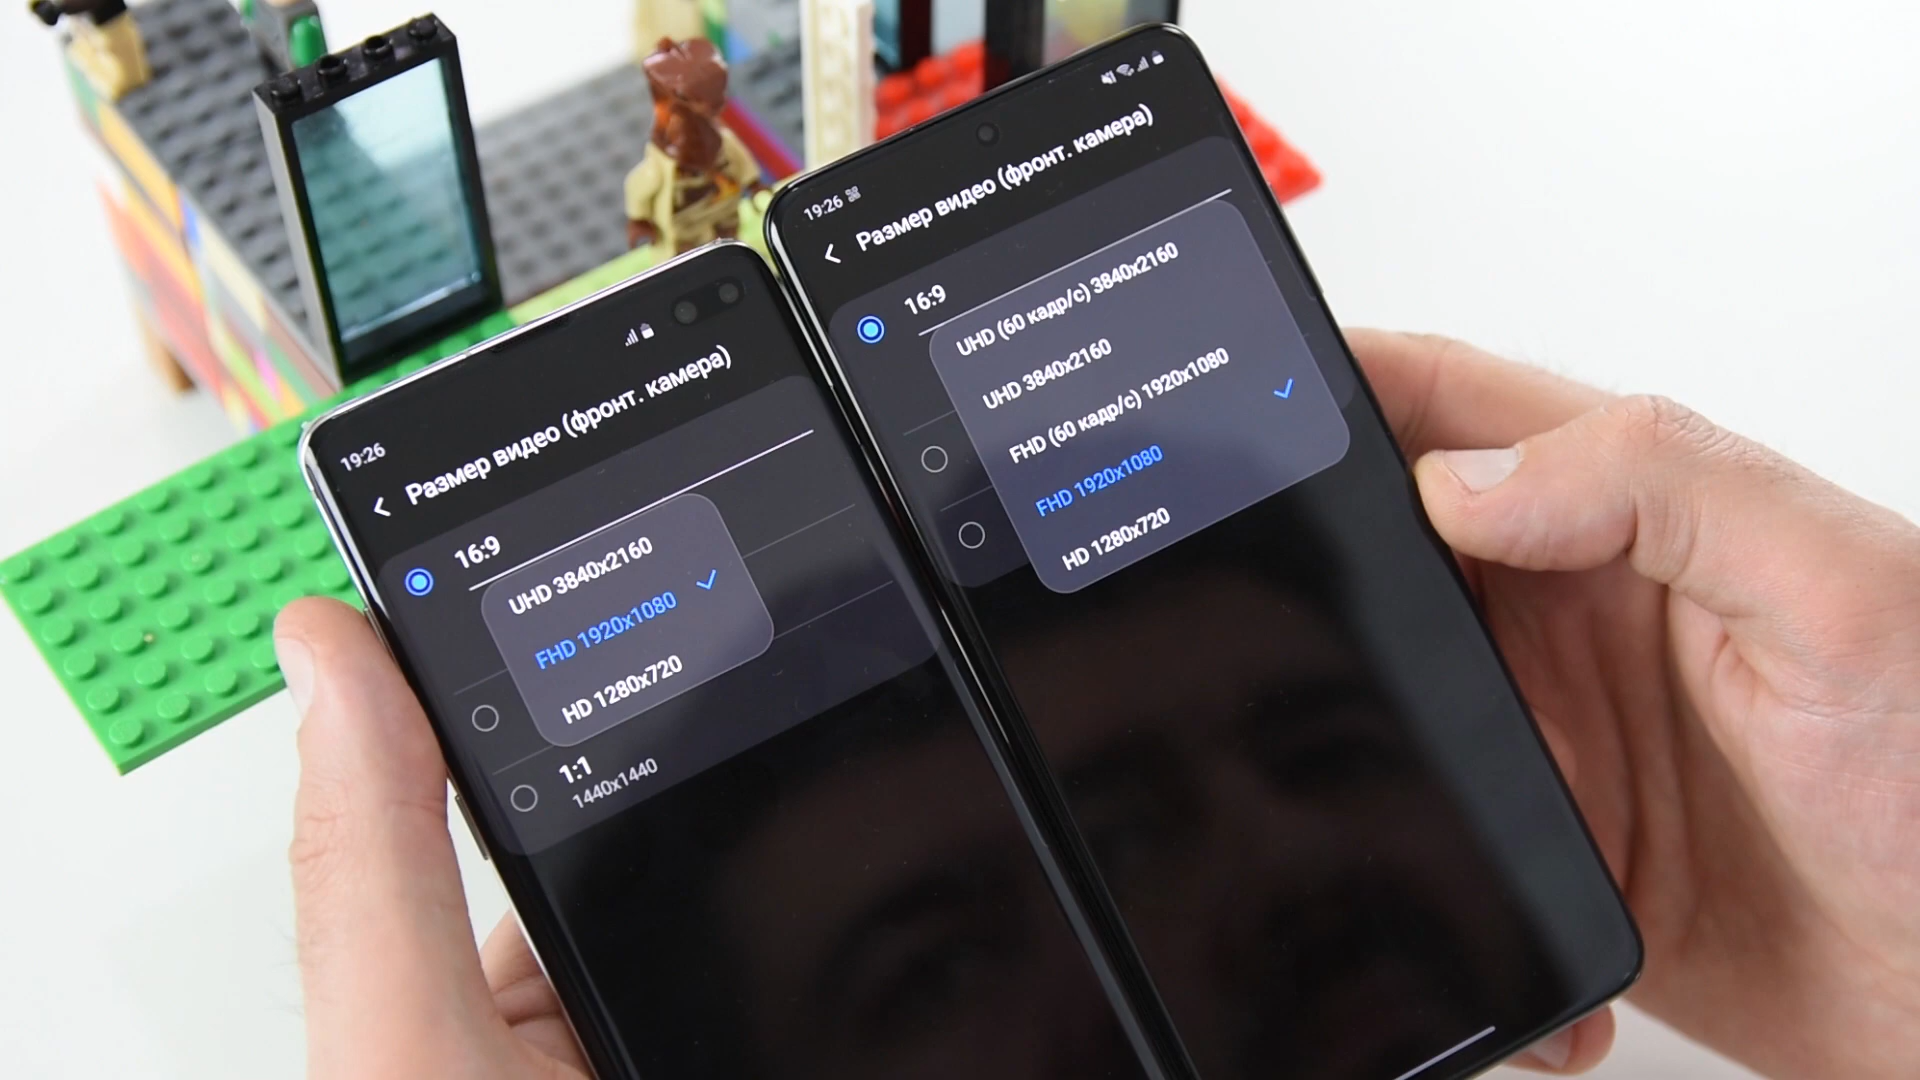 19:26
Размер видео (фронт. камера)
16:9
UHD 3840x2160
FHD 1920x1080
HD 1280x720
1:1
1440x1440
19:26
Размер видео (фронт. камера)
16:9
UHD (60 кадр/с) 3840x2160
UHD 3840x2160
FHD (60 кадр/с) 1920x1080
FHD 1920x1080
HD 1280x720